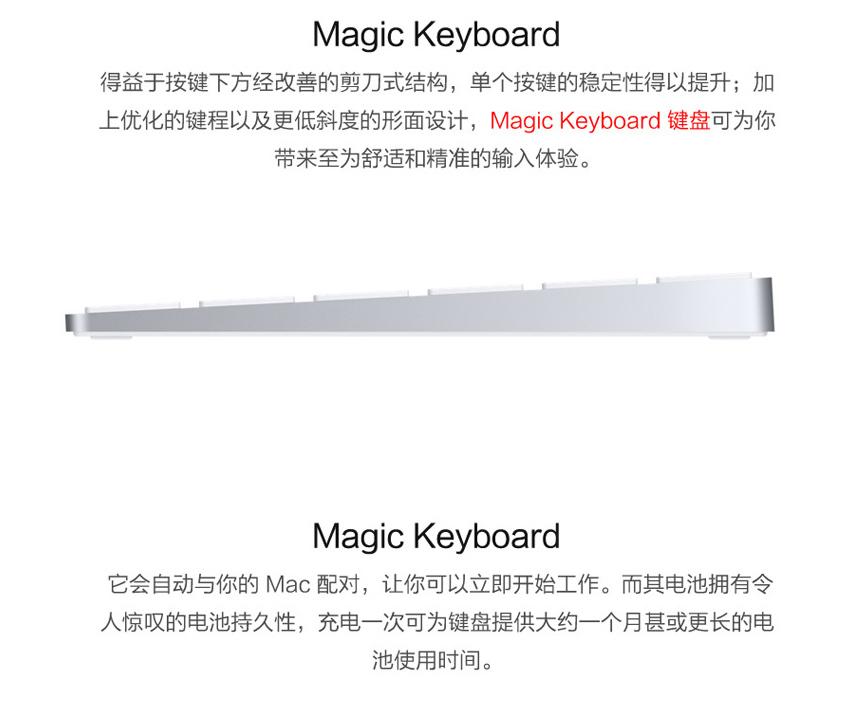 Magic Keyboard
得益于按键下方经改善的剪刀式结构，单个按键的稳定性得以提升；加
上优化的键程以及更低斜度的形面设计，Magic Keyboard 键盘可为你
带来至为舒适和精准的输入体验。
Magic Keyboard
它会自动与你的 Mac 配对，让你可以立即开始工作。而其电池拥有令
人惊叹的电池持久性，充电一次可为键盘提供大约一个月甚或更长的电
池使用时间。